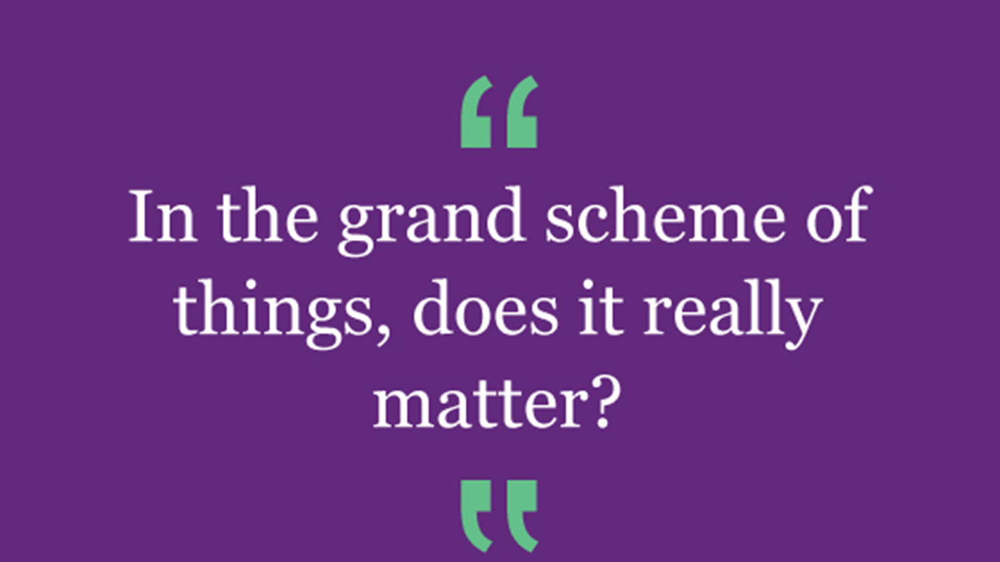 “
In the grand scheme of
things, does it really
matter?
”